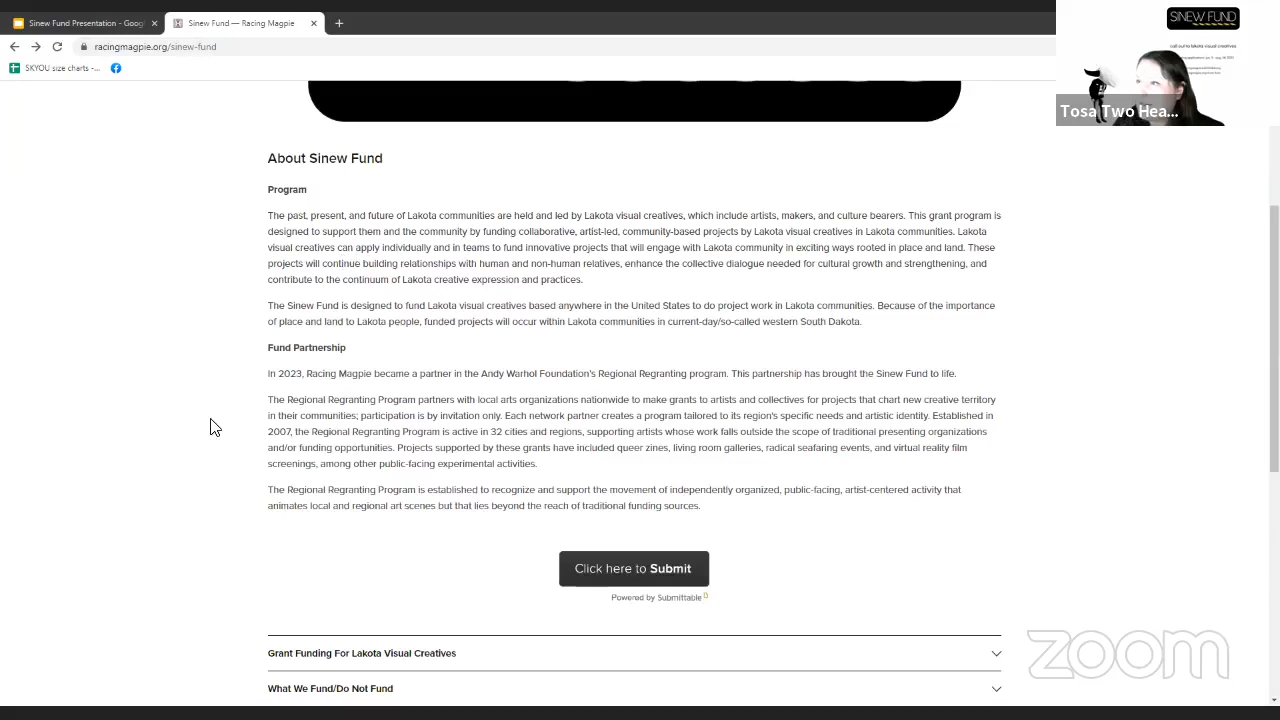 Sinew Fund Presentation - Goog
Sinew Fund — Racing Magpie
racingmagpie.org/sinew-fund
SKYOU size charts -...
SINEW FUND
call out to lakota visual creatives
Tosa Two Hea...
About Sinew Fund
Program
The past, present, and future of Lakota communities are held and led by Lakota visual creatives, which include artists, makers, and culture bearers. This grant program is
designed to support them and the community by funding collaborative, artist-led, community-based projects by Lakota visual creatives in Lakota communities. Lakota
visual creatives can apply individually and in teams to fund innovative projects that will engage with Lakota community in exciting ways rooted in place and land. These
projects will continue building relationships with human and non-human relatives, enhance the collective dialogue needed for cultural growth and strengthening, and
contribute to the continuum of Lakota creative expression and practices.
The Sinew Fund is designed to fund Lakota visual creatives based anywhere in the United States to do project work in Lakota communities. Because of the importance
of place and land to Lakota people, funded projects will occur within Lakota communities in current-day/so-called western South Dakota.
Fund Partnership
In 2023, Racing Magpie became a partner in the Andy Warhol Foundation's Regional Regranting program. This partnership has brought the Sinew Fund to life.
The Regional Regranting Program partners with local arts organizations nationwide to make grants to artists and collectives for projects that chart new creative territory
in their communities; participation is by invitation only. Each network partner creates a program tailored to its region's specific needs and artistic identity. Established in
2007, the Regional Regranting Program is active in 32 cities and regions, supporting artists whose work falls outside the scope of traditional presenting organizations
and/or funding opportunities. Projects supported by these grants have included queer zines, living room galleries, radical seafaring events, and virtual reality film
screenings, among other public-facing experimental activities.
The Regional Regranting Program is established to recognize and support the movement of independently organized, public-facing, artist-centered activity that
animates local and regional art scenes but that lies beyond the reach of traditional funding sources.
Click here to Submit
Powered by Submittable
Grant Funding For Lakota Visual Creatives
What We Fund/Do Not Fund
zoom